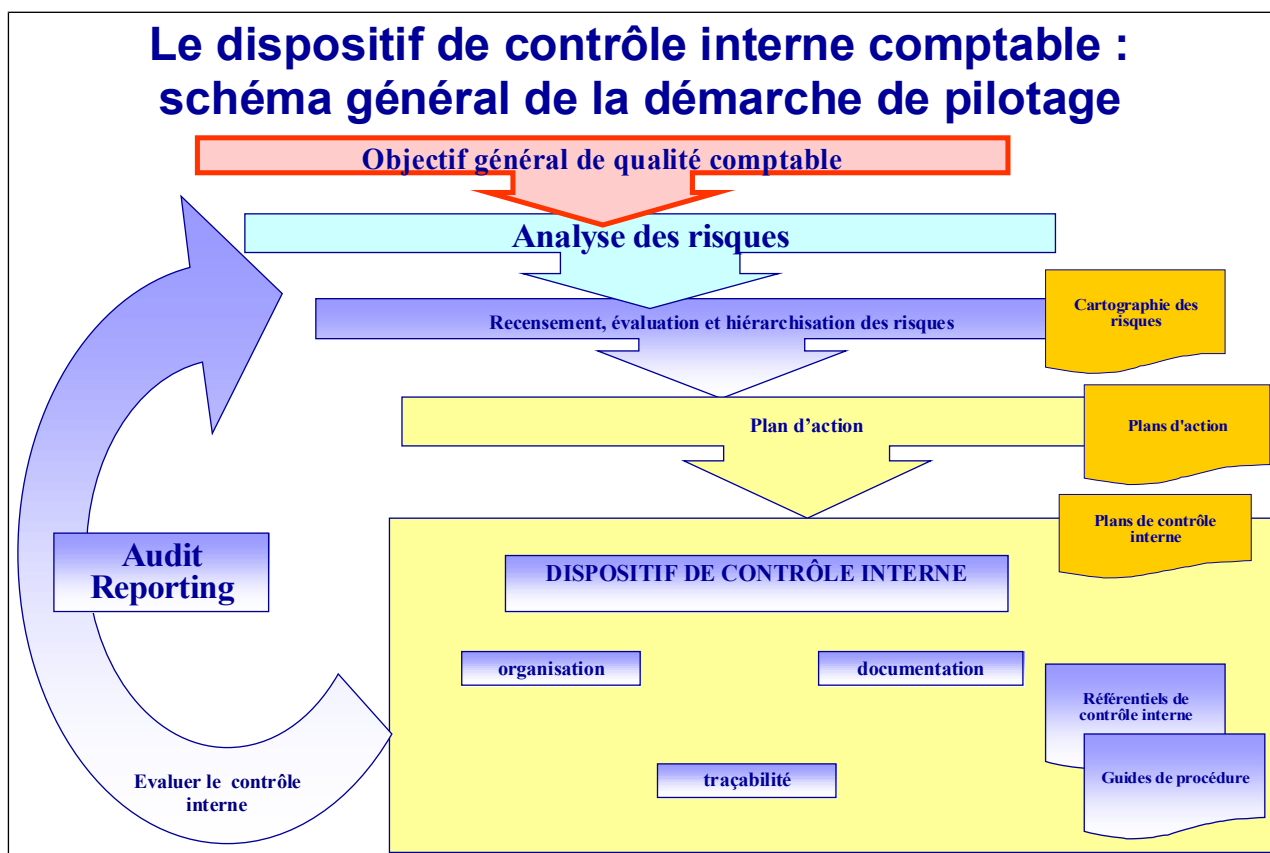 Le dispositif de contrôle interne comptable :
schéma général de la démarche de pilotage
Objectif général de qualité comptable
Analyse des risques
Recensement, évaluation et hiérarchisation des risques
Cartographie des
risques
Plan d’action
Plans d'action
Plans de contrôle
interne
Audit
Reporting
DISPOSITIF DE CONTRÔLE INTERNE
organisation
documentation
Référentiels de
contrôle interne
traçabilité
Guides de procédure
Evaluer le contrôle
interne